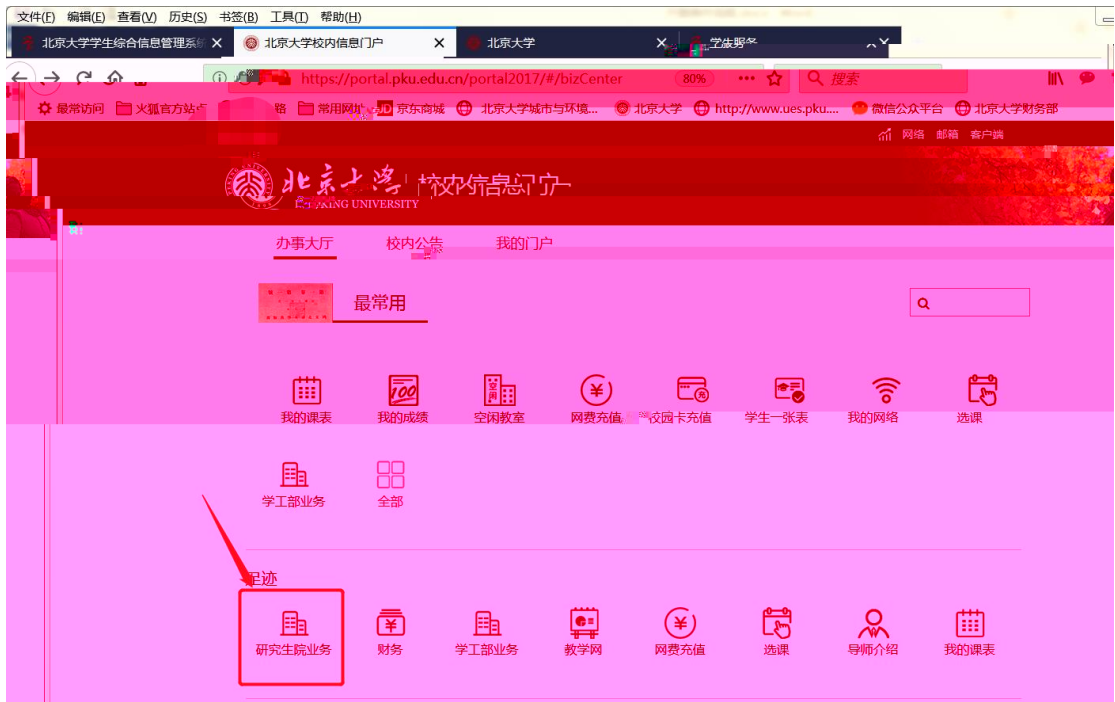 文件(F) 编辑(E) 查看(V) 历史(S) 书签(B) 工具(T) 帮助(H)
北京大学学生综合信息管理系统 北京大学校内信息门户 北京大学
https://portal.pku.edu.cn/portal2017/#/bizCenter 80% 搜索
最常访问 火狐官方站点 常用网址 JD 京东商城 北京大学城市与环境... 北京大学 http://www.ues.pku.... 微信公众平台 北京大学财务部
网络 邮箱 客户端
北京大学 校内信息门户
UNIVERSITY
办事大厅 校内公告 我的门户
最常用
我的课表 我的成绩 空闲教室 网费充值 校园卡充值 学生一张表 我的网络 选课
学工部业务 全部
足迹
研究生院业务 财务 学工部业务 教学网 网费充值 选课 导师介绍 我的课表